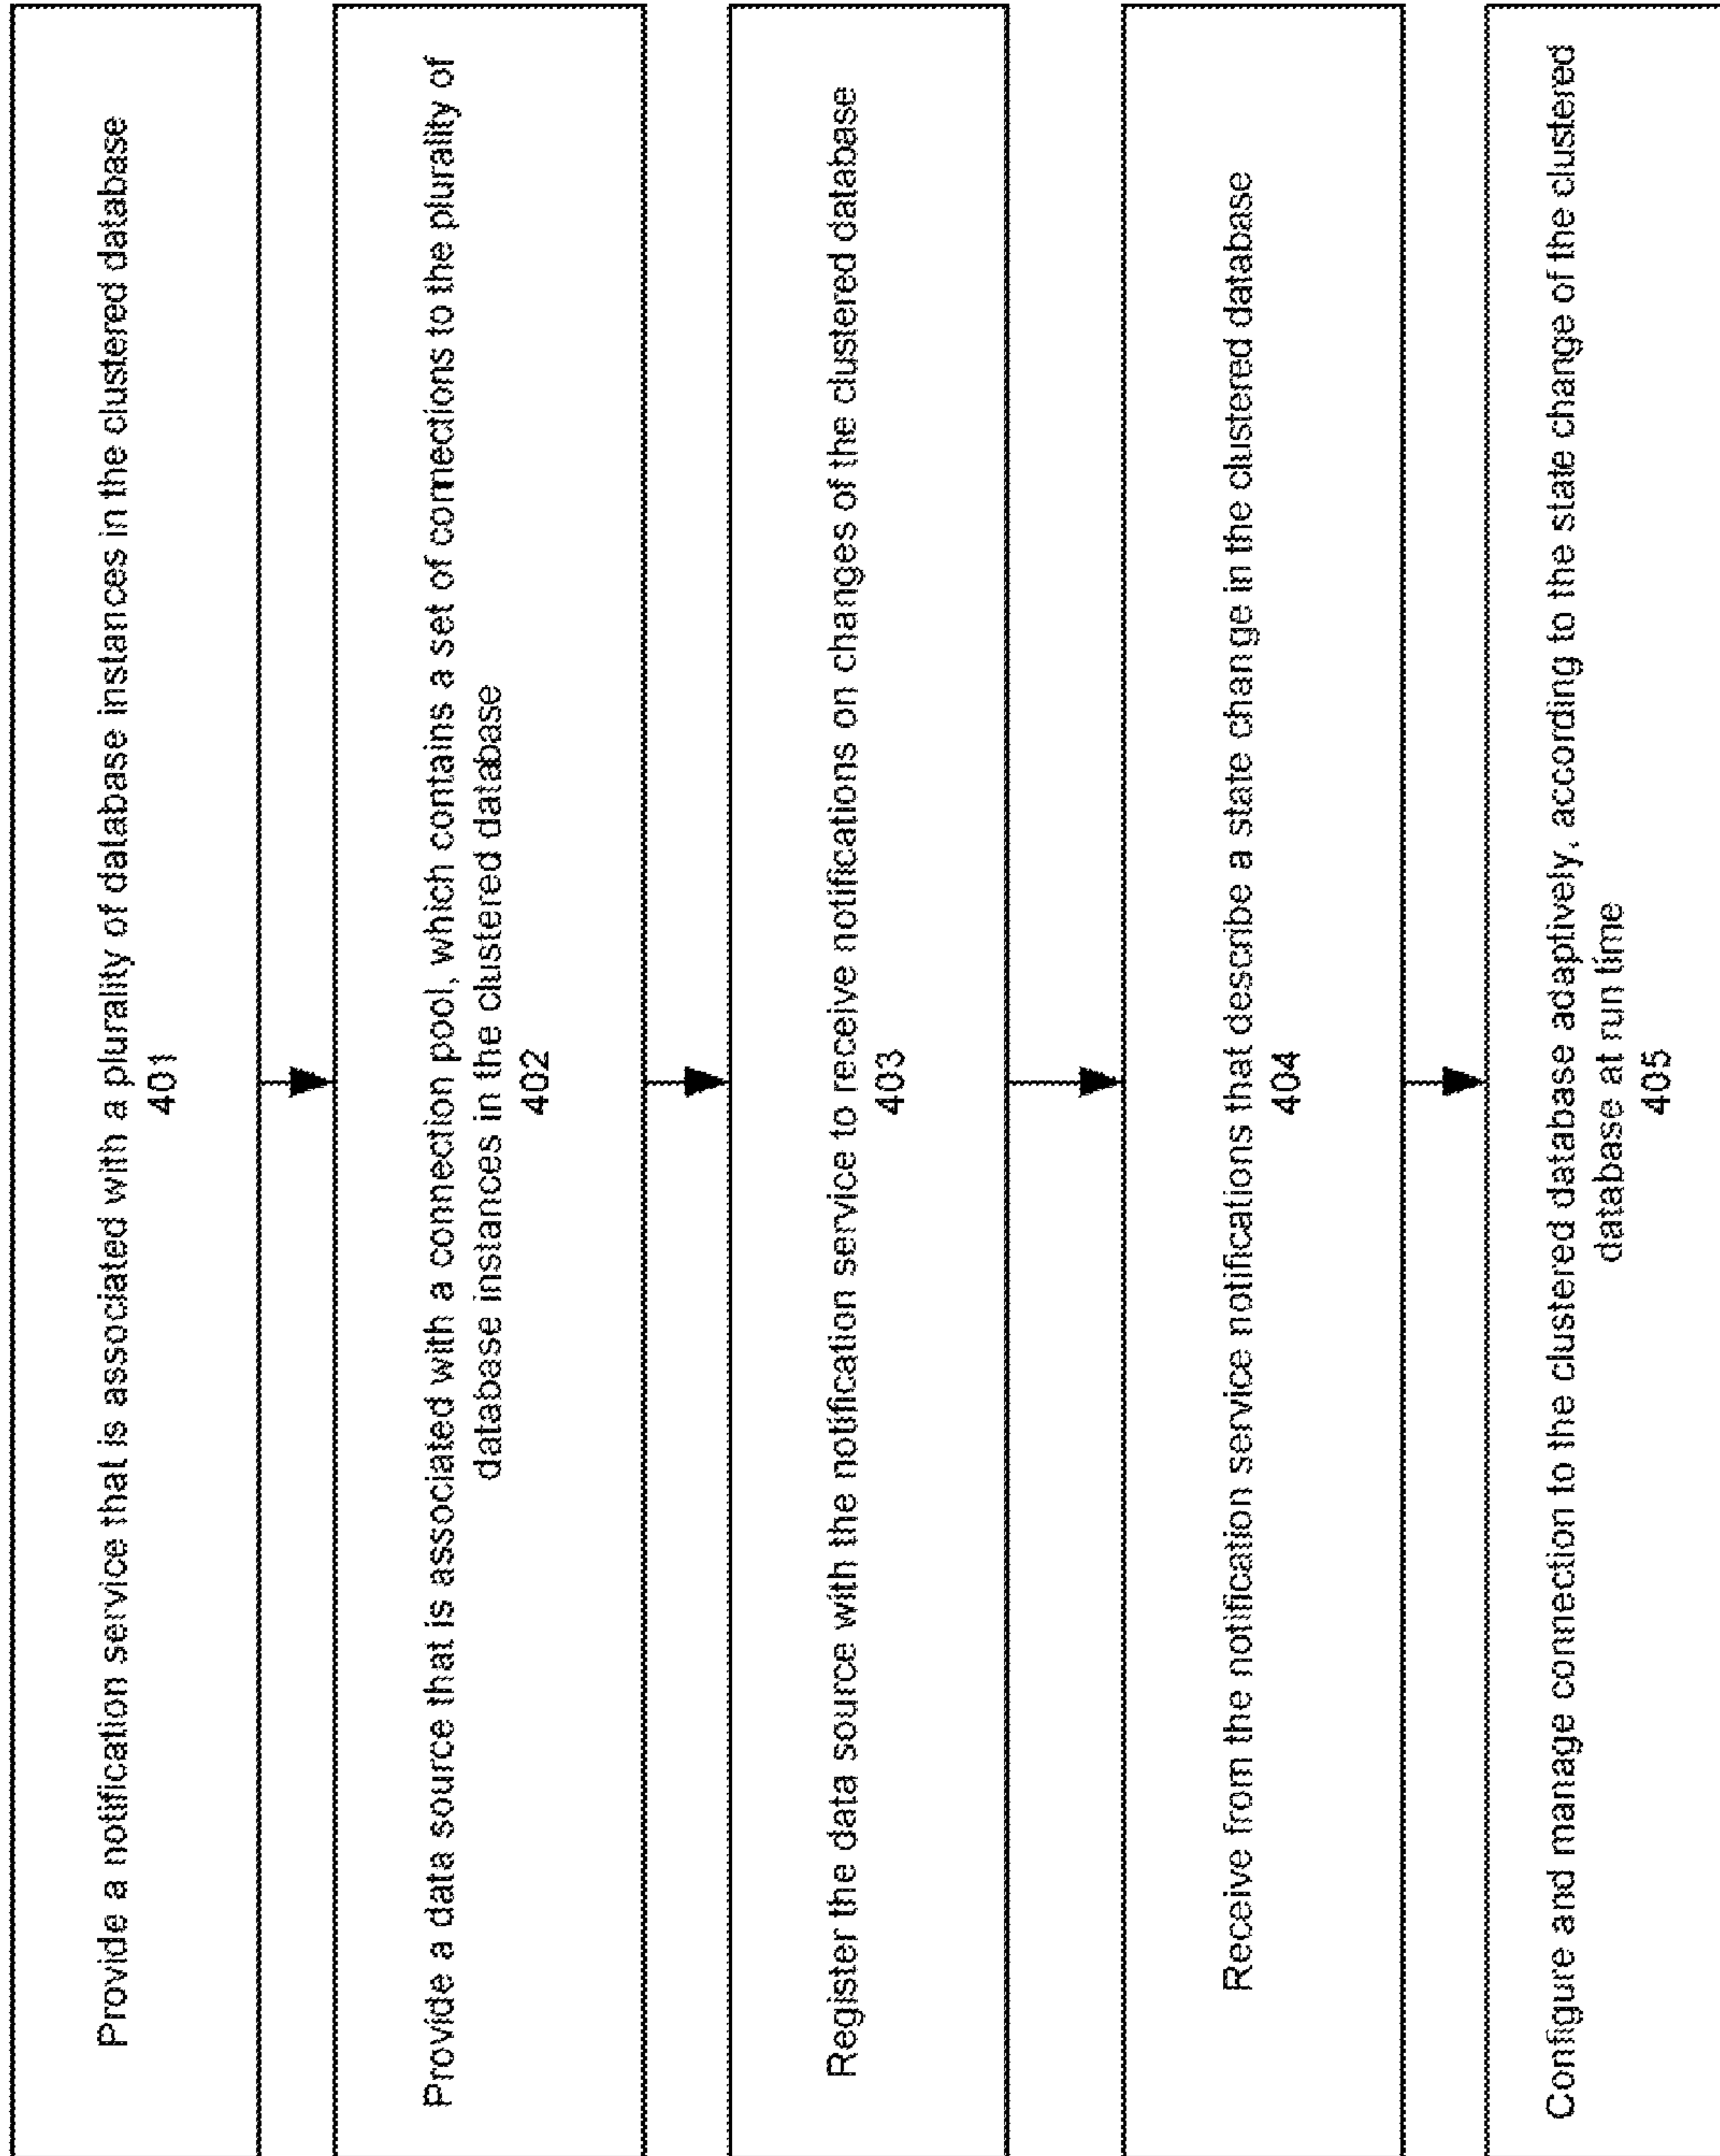 Provide a notification service that is associated with a plurality of database instances in the clustered database
401
Provide a data source that is associated with a connection pool, which contains a set of connections to the plurality of
database instances in the clustered database
402
Register the data source with the notification service to receive notifications on changes of the clustered database
403
Receive from the notification service notifications that describe a state change in the clustered database
404
Configure and manage connection to the clustered database adaptively, according to the state change of the clustered
database at run time
405